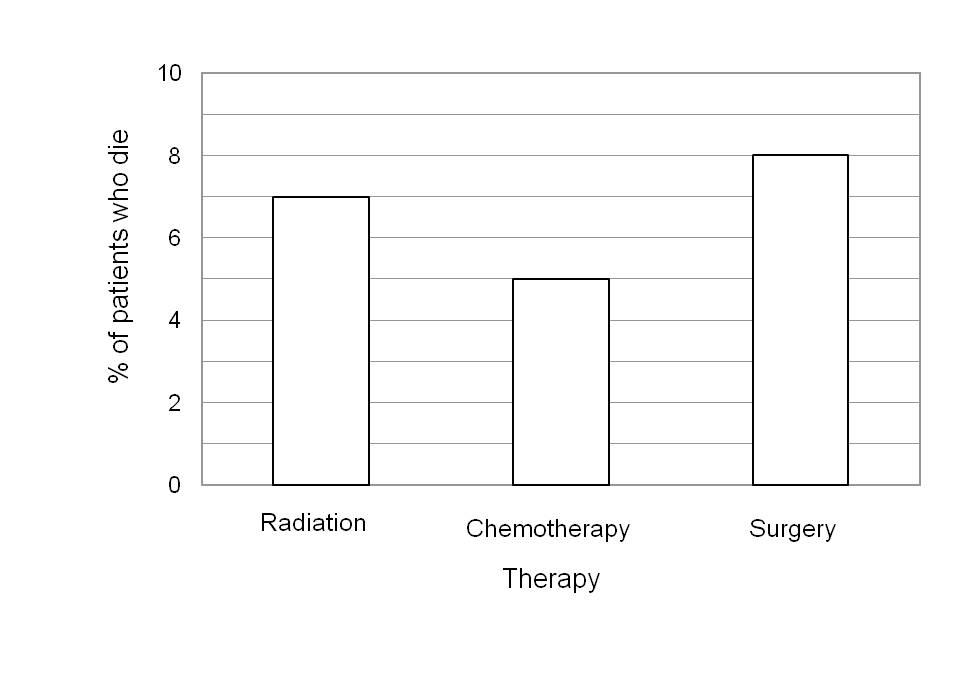 % of patients who die
10
8
6
4
2
0
Radiation
Chemotherapy
Surgery
Therapy